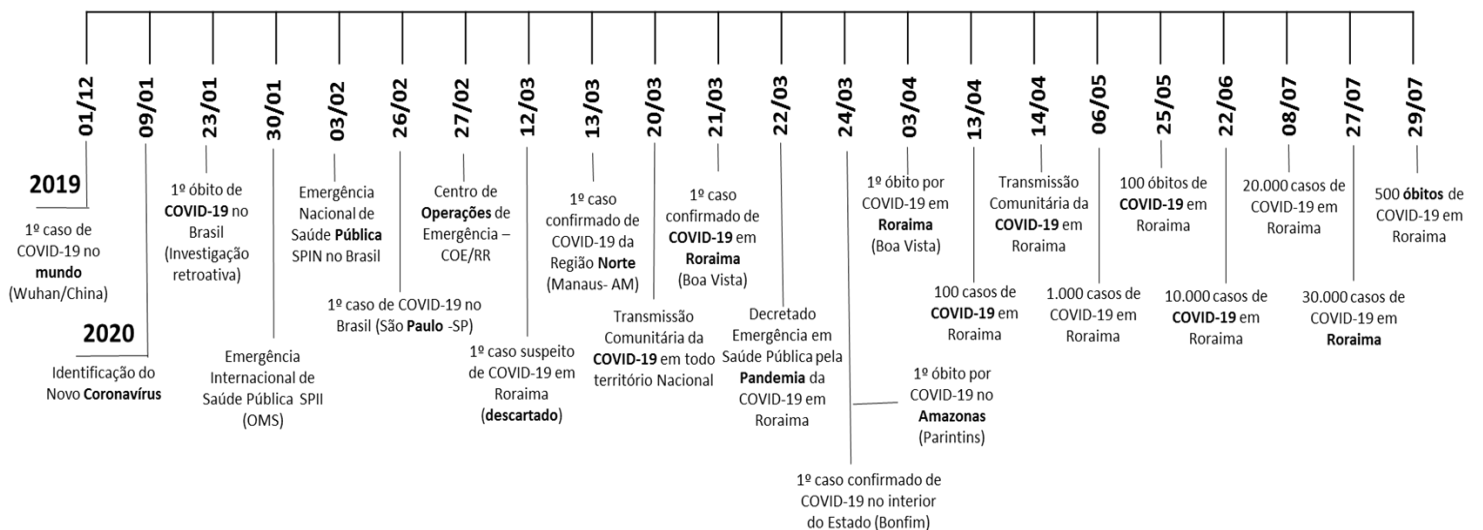 01/12
09/01
23/01
30/01
03/02
26/02
27/02
12/03
13/03
20/03
21/03
22/03
24/03
03/04
13/04
14/04
06/05
25/05
22/06
08/07
27/07
29/07
2019
1º caso de
COVID-19 no
mundo
(Wuhan/China)
2020
Identificação do
Novo Coronavírus
1º óbito de
COVID-19 no
Brasil
(Investigação
retroativa)
Emergência
Internacional de
Saúde Pública SPII
(OMS)
Emergência
Nacional de
Saúde Pública
SPIN no Brasil
1º caso de COVID-19 no
Brasil (São Paulo -SP)
Centro de
Operações de
Emergência –
COE/RR
1º caso suspeito
de COVID-19 em
Roraima
(descartado)
1º caso
confirmado de
COVID-19 da
Região Norte
(Manaus- AM)
Transmissão
Comunitária da
COVID-19 em todo
território Nacional
1º caso
confirmado de
COVID-19 em
Roraima
(Boa Vista)
Decretado
Emergência em
Saúde Pública pela
Pandemia da
COVID-19 em
Roraima
1º caso confirmado de
COVID-19 no interior
do Estado (Bonfim)
1º óbito por
COVID-19 no
Amazonas
(Parintins)
1º óbito por
COVID-19 em
Roraima
(Boa Vista)
100 casos de
COVID-19 em
Roraima
Transmissão
Comunitária da
COVID-19 em
Roraima
1.000 casos de
COVID-19 em
Roraima
100 óbitos de
COVID-19 em
Roraima
10.000 casos de
COVID-19 em
Roraima
20.000 casos de
COVID-19 em
Roraima
30.000 casos de
COVID-19 em
Roraima
500 óbitos de
COVID-19 em
Roraima